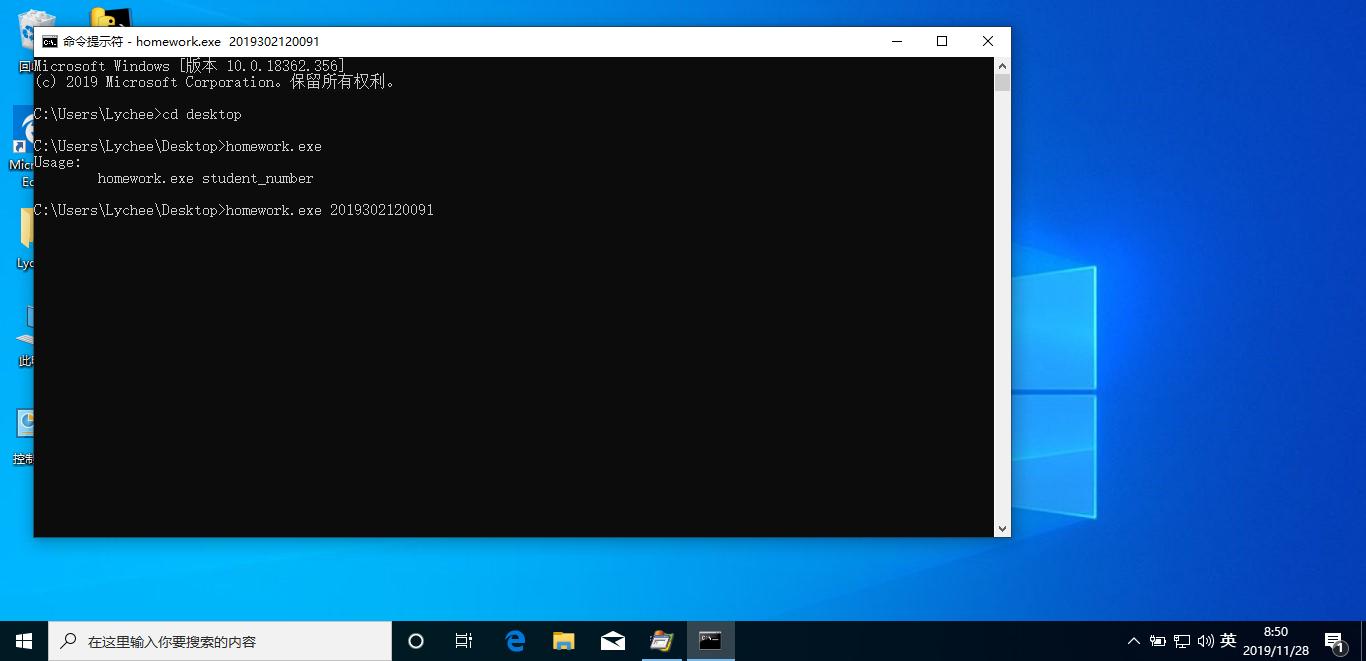 命令提示符 - homework.exe 2019302120091
Microsoft Windows [版本 10.0.18362.356]
(c) 2019 Microsoft Corporation。保留所有权利。
C:\Users\Lychee>cd desktop
C:\Users\Lychee\Desktop>homework.exe
Usage:
homework.exe student_number
C:\Users\Lychee\Desktop>homework.exe 2019302120091
回
Micr
Ed
Lyc
此
控制
在这里输入你要搜索的内容
英
8:50
2019/11/28
1